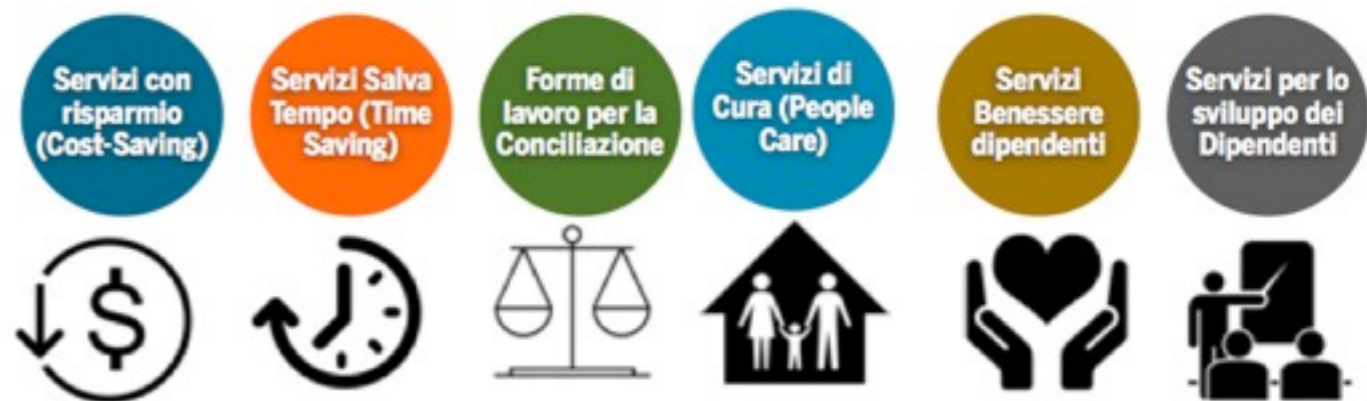 Servizi con
risparmio
(Cost-Saving)
Servizi Salva
Tempo (Time
Saving)
Forme di
lavoro per la
Conciliazione
Servizi di
Cura (People
Care)
Servizi
Benessere
dipendenti
Servizi per lo
sviluppo dei
Dipendenti
$